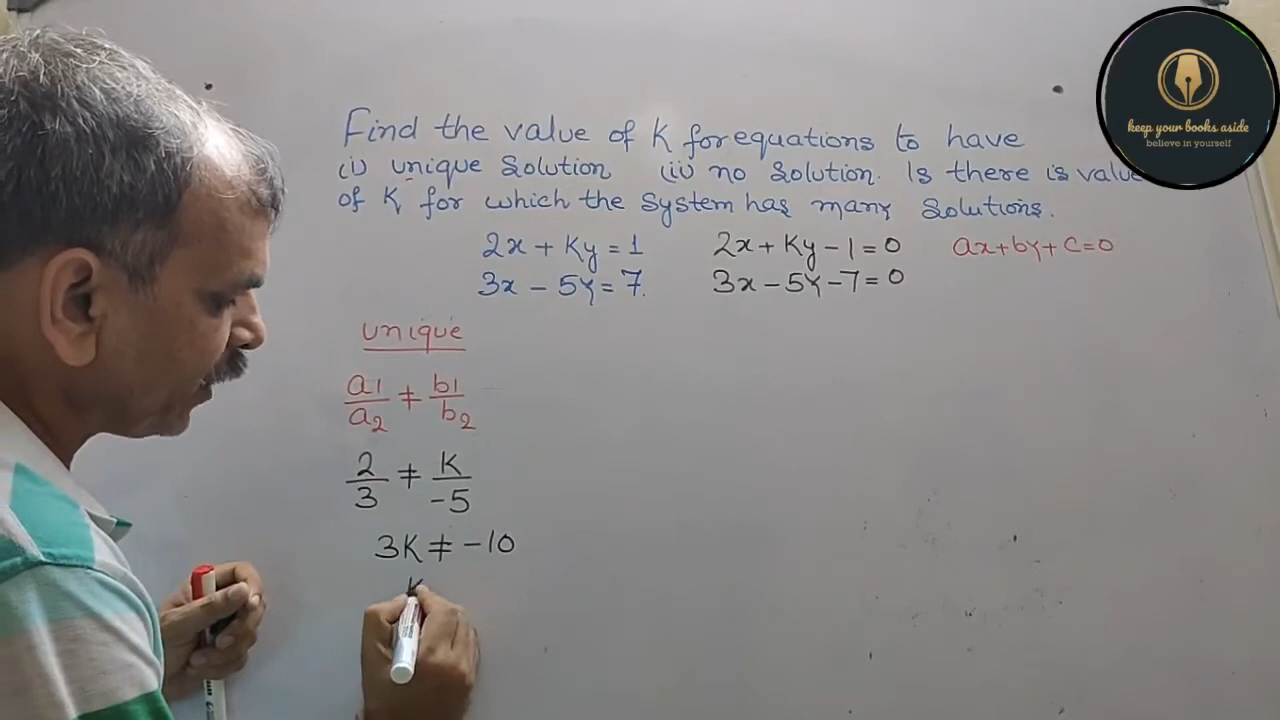 Find the value of K for equations to have
(i) unique solution (ii) no solution. Is there is value
of K for which the system has many solutions.
2x + Ky = 1 2x + Ky - 1 = 0 ax + by + c = 0
3x - 5y = 7. 3x - 5y - 7 = 0
unique
a1/a2 ≠ b1/b2
2/3 ≠ K/-5
3K ≠ -10
K
keep your books aside
believe in yourself